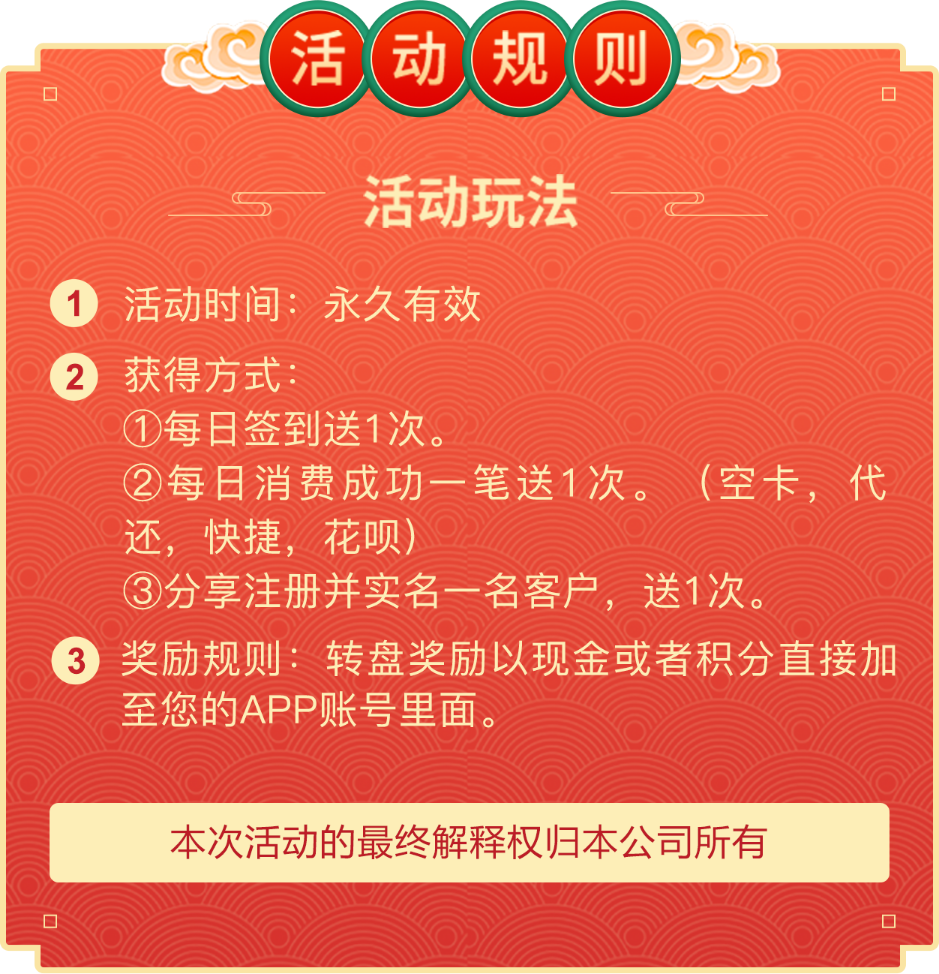 活动规则
活动玩法
1 活动时间：永久有效
2 获得方式：
①每日签到送1次。
②每日消费成功一笔送1次。（空卡，代
还，快捷，花呗）
③分享注册并实名一名客户，送1次。
3 奖励规则：转盘奖励以现金或者积分直接加
至您的APP账号里面。
本次活动的最终解释权归本公司所有